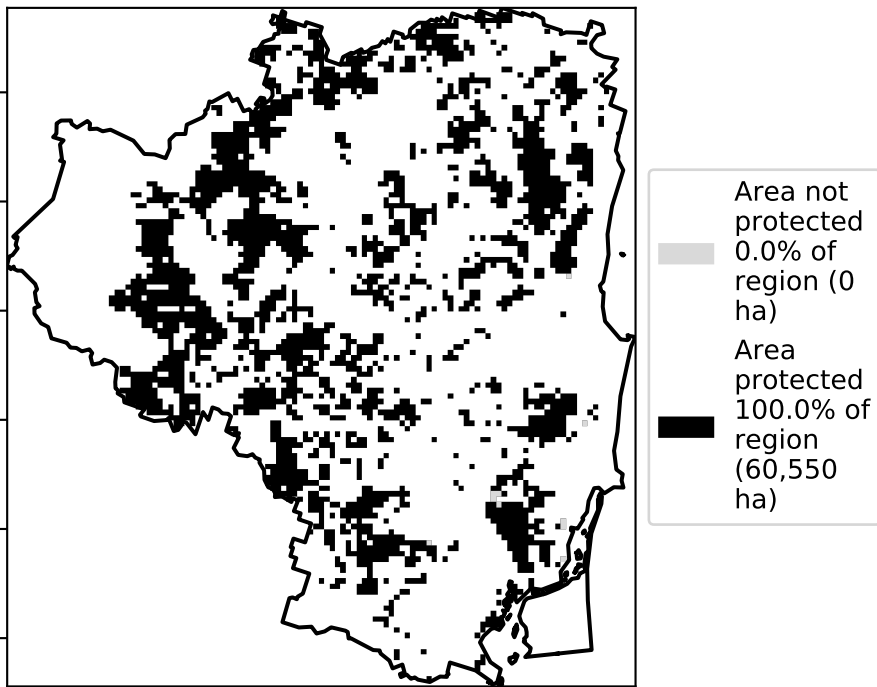 Area not
protected
0.0% of
region (0
ha)
Area
protected
100.0% of
region
(60,550
ha)